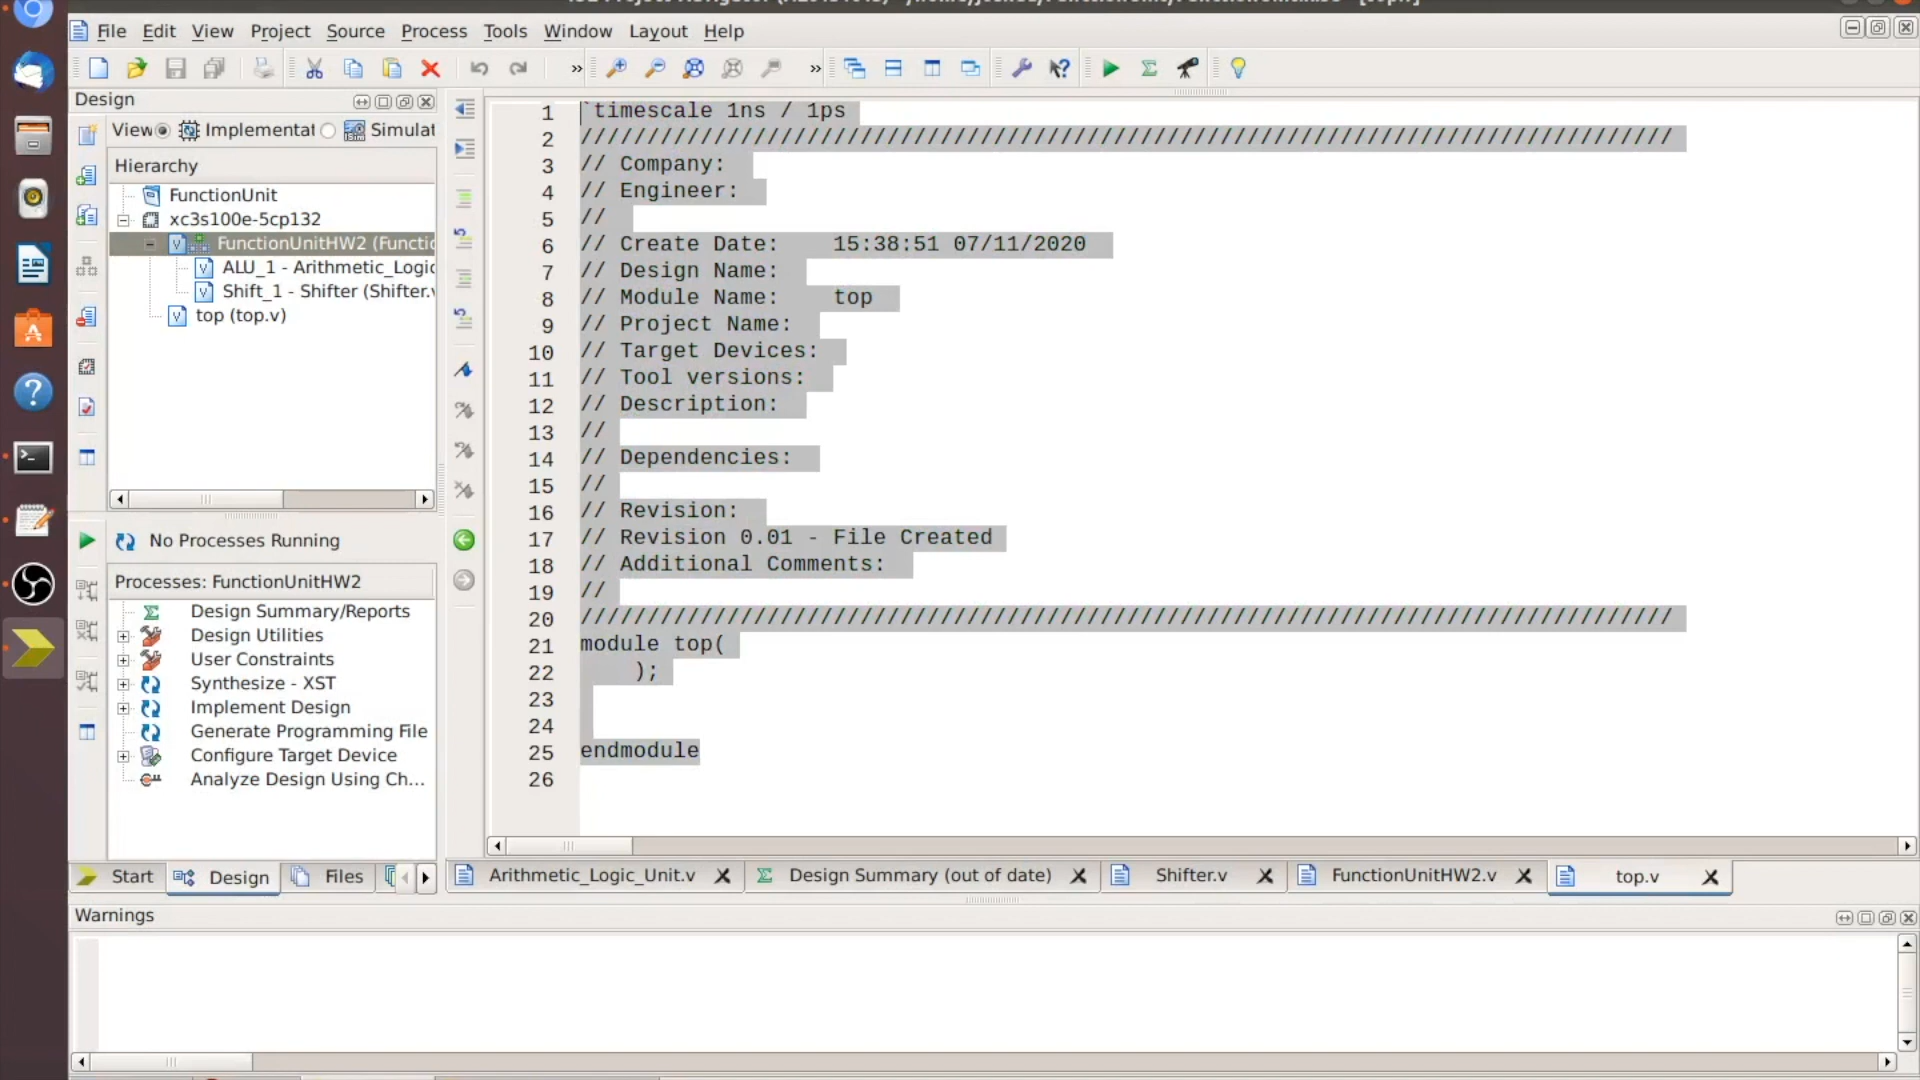 File Edit View Project Source Process Tools Window Layout Help
Design
View Implementat Simulat
Hierarchy
FunctionUnit
xc3s100e-5cp132
FunctionUnitHW2 (Functio
ALU_1 - Arithmetic_Logic
Shift_1 - Shifter (Shifter.v
top (top.v)
No Processes Running
Processes: FunctionUnitHW2
Design Summary/Reports
Design Utilities
User Constraints
Synthesize - XST
Implement Design
Generate Programming File
Configure Target Device
Analyze Design Using Ch...
Start Design Files
1 `timescale 1ns / 1ps
2 //////////////////////////////////////////////////////////////////////////////////
3 // Company:
4 // Engineer:
5 //
6 // Create Date:    15:38:51 07/11/2020
7 // Design Name:
8 // Module Name:    top
9 // Project Name:
10 // Target Devices:
11 // Tool versions:
12 // Description:
13 //
14 // Dependencies:
15 //
16 // Revision:
17 // Revision 0.01 - File Created
18 // Additional Comments:
19 //
20 //////////////////////////////////////////////////////////////////////////////////
21 module top(
22     );
23
24
25 endmodule
26
Arithmetic_Logic_Unit.v Design Summary (out of date) Shifter.v FunctionUnitHW2.v top.v
Warnings